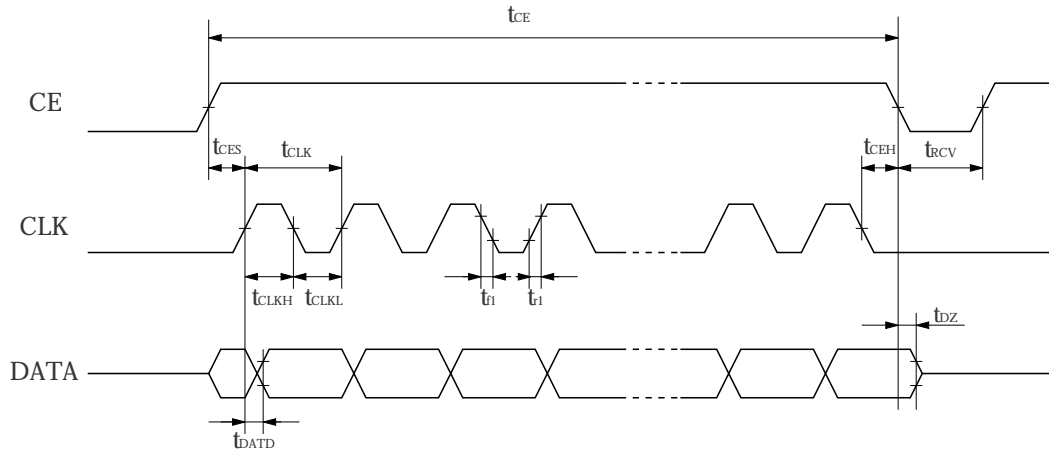 tCE
CE
tCES
tCLK
tCEH
tRCV
CLK
tCLKH
tCLKL
tf1
tr1
tDZ
DATA
tDATD